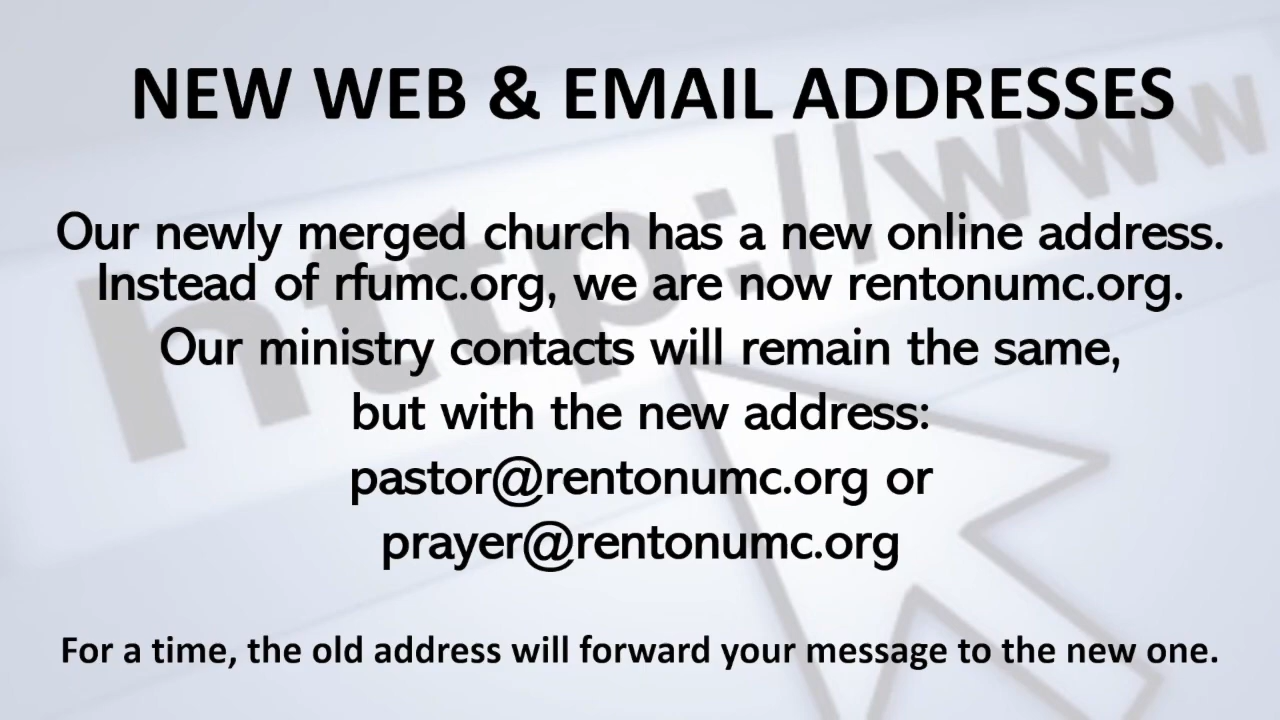 NEW WEB & EMAIL ADDRESSES
http://www
Our newly merged church has a new online address.
Instead of rfumc.org, we are now rentonumc.org.
Our ministry contacts will remain the same,
but with the new address:
pastor@rentonumc.org or
prayer@rentonumc.org
For a time, the old address will forward your message to the new one.